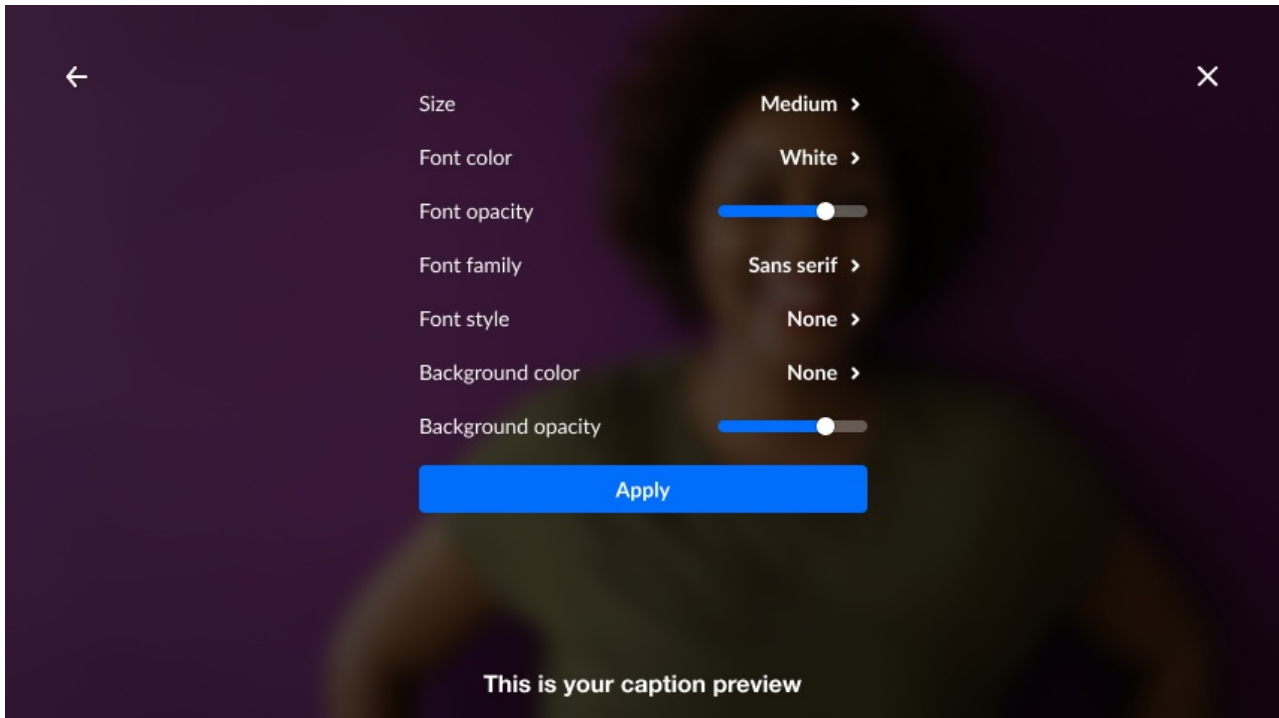 Size Medium
Font color White
Font opacity
Font family Sans serif
Font style None
Background color None
Background opacity
Apply
This is your caption preview